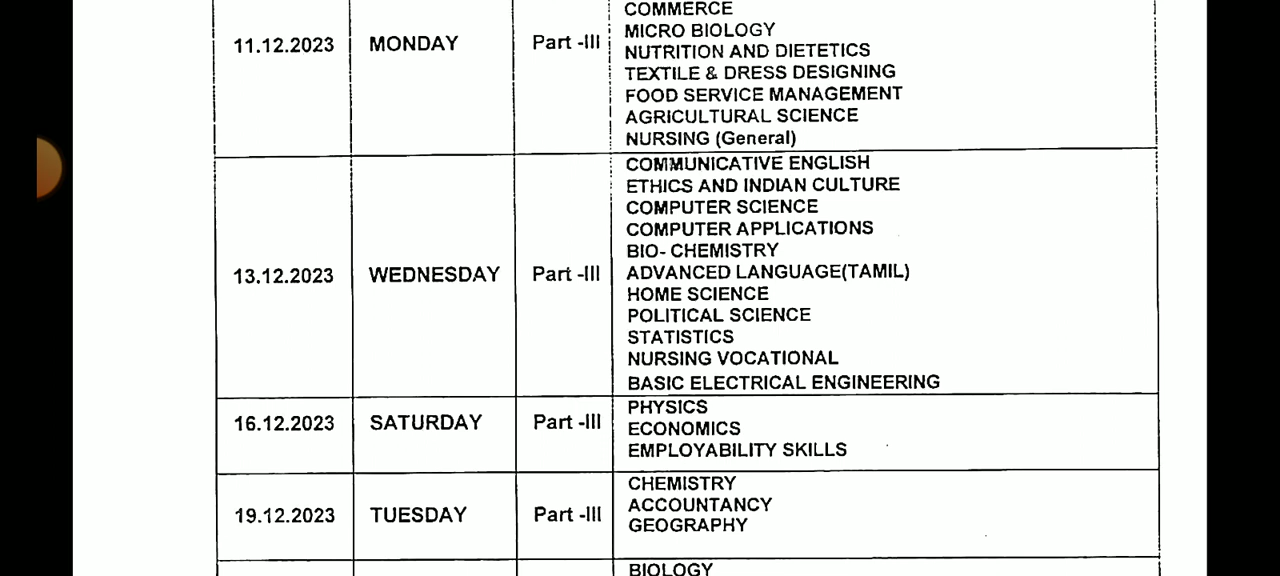 COMMERCE
MICRO BIOLOGY
11.12.2023 MONDAY Part -III NUTRITION AND DIETETICS
TEXTILE & DRESS DESIGNING
FOOD SERVICE MANAGEMENT
AGRICULTURAL SCIENCE
NURSING (General)
COMMUNICATIVE ENGLISH
ETHICS AND INDIAN CULTURE
COMPUTER SCIENCE
COMPUTER APPLICATIONS
BIO- CHEMISTRY
13.12.2023 WEDNESDAY Part -III ADVANCED LANGUAGE(TAMIL)
HOME SCIENCE
POLITICAL SCIENCE
STATISTICS
NURSING VOCATIONAL
BASIC ELECTRICAL ENGINEERING
PHYSICS
16.12.2023 SATURDAY Part -III ECONOMICS
EMPLOYABILITY SKILLS
CHEMISTRY
19.12.2023 TUESDAY Part -III ACCOUNTANCY
GEOGRAPHY
BIOLOGY